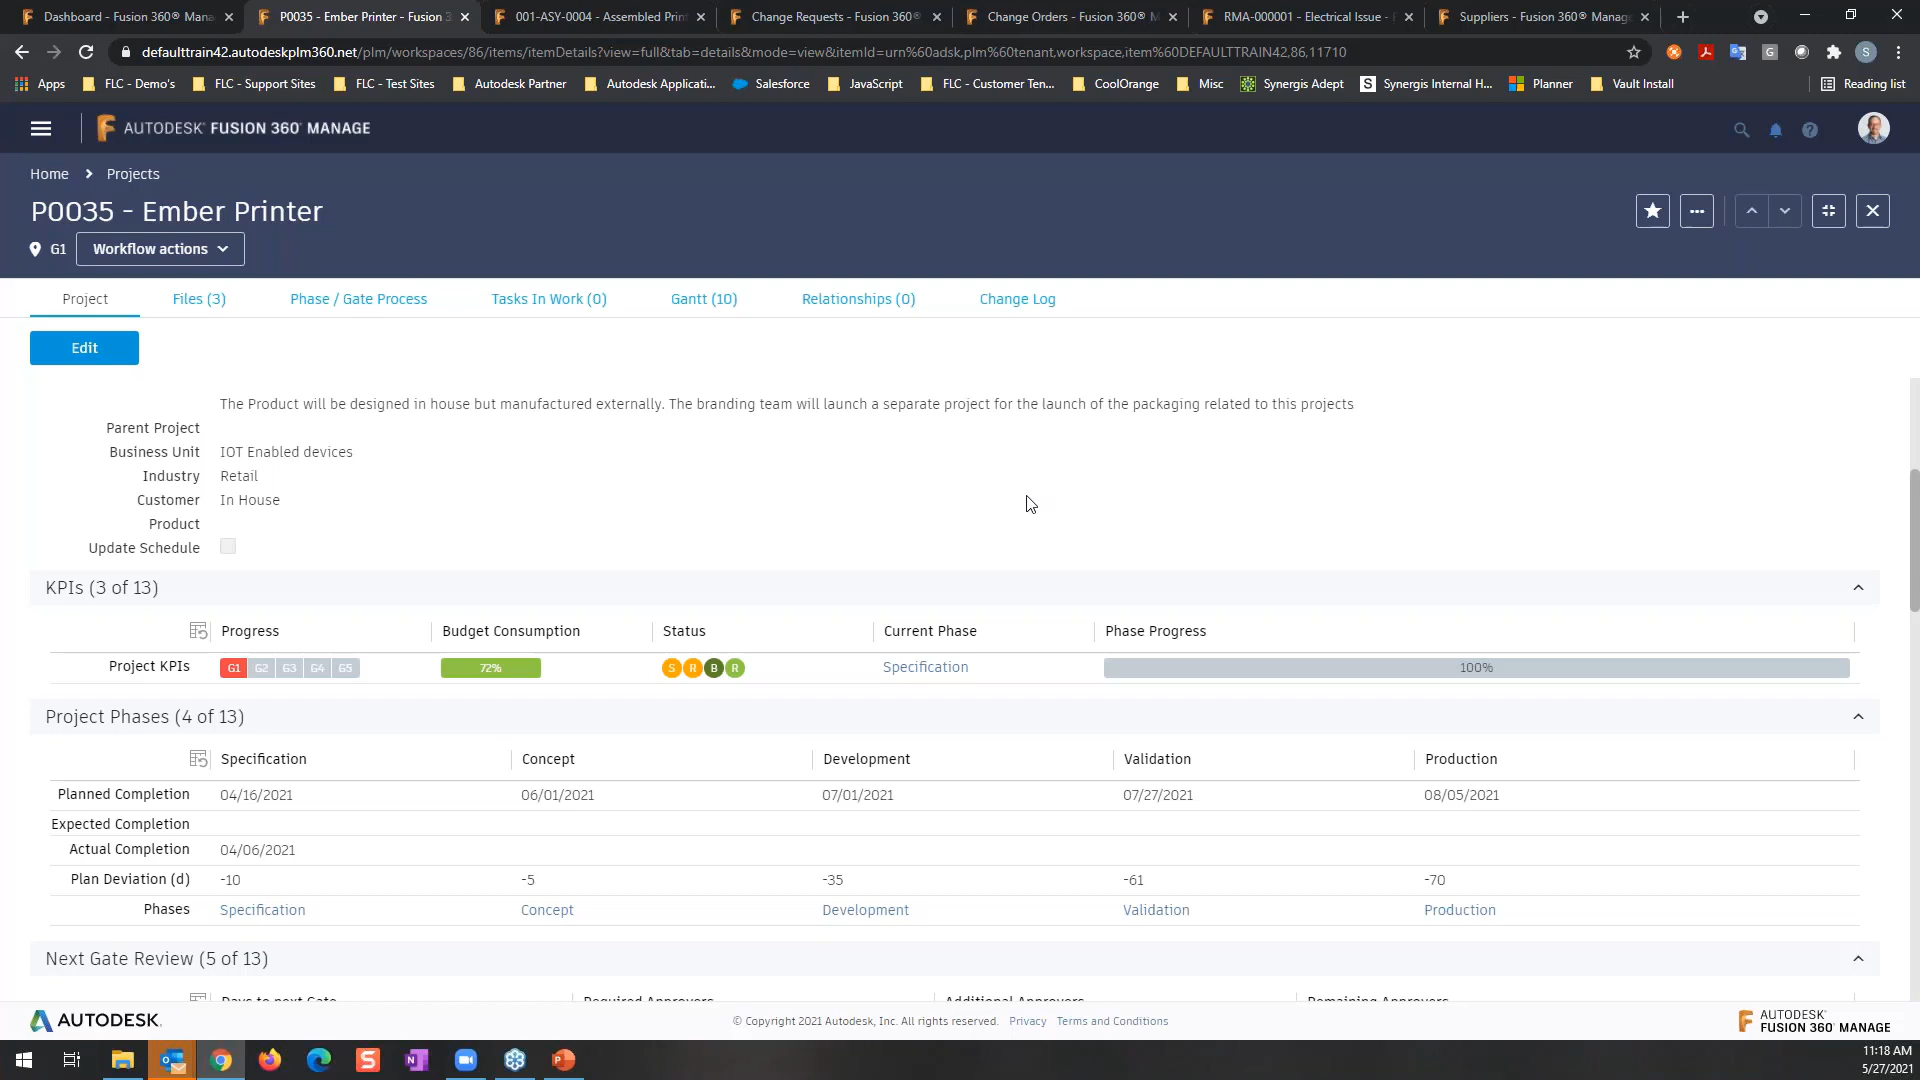 Dashboard - Fusion 360® Mana
P0035 - Ember Printer - Fusion 3
001-ASY-0004 - Assembled Prin
Change Requests - Fusion 360®
Change Orders - Fusion 360® M
RMA-000001 - Electrical Issue - F
Suppliers - Fusion 360® Manag
defaulttrain42.autodeskplm360.net/plm/workspaces/86/items/itemDetails?view=full&tab=details&mode=view&itemId=urn%60adsk,plm%60tenant,workspace,item%60DEFAULTTRAIN42,86,11710
S
Apps
FLC - Demo's
FLC - Support Sites
FLC - Test Sites
Autodesk Partner
Autodesk Applicati...
Salesforce
JavaScript
FLC - Customer Ten...
CoolOrange
Misc
Synergis Adept
Synergis Internal H...
Planner
Vault Install
Reading list
AUTODESK® FUSION 360® MANAGE
Home > Projects
P0035 - Ember Printer
G1 Workflow actions
Project
Files (3)
Phase / Gate Process
Tasks In Work (0)
Gantt (10)
Relationships (0)
Change Log
Edit
The Product will be designed in house but manufactured externally. The branding team will launch a separate project for the launch of the packaging related to this projects
Parent Project
Business Unit IOT Enabled devices
Industry Retail
Customer In House
Product
Update Schedule
KPIs (3 of 13)
Progress Budget Consumption Status Current Phase Phase Progress
Project KPIs G1 G2 G3 G4 G5 72% S R B R Specification 100%
Project Phases (4 of 13)
Specification Concept Development Validation Production
Planned Completion 04/16/2021 06/01/2021 07/01/2021 07/27/2021 08/05/2021
Expected Completion
Actual Completion 04/06/2021
Plan Deviation (d) -10 -5 -35 -61 -70
Phases Specification Concept Development Validation Production
Next Gate Review (5 of 13)
Days to next Gate Required Approvers Additional Approvers Remaining Approvers
AUTODESK.
© Copyright 2021 Autodesk, Inc. All rights reserved. Privacy Terms and Conditions
AUTODESK®
FUSION 360® MANAGE
11:18 AM
5/27/2021